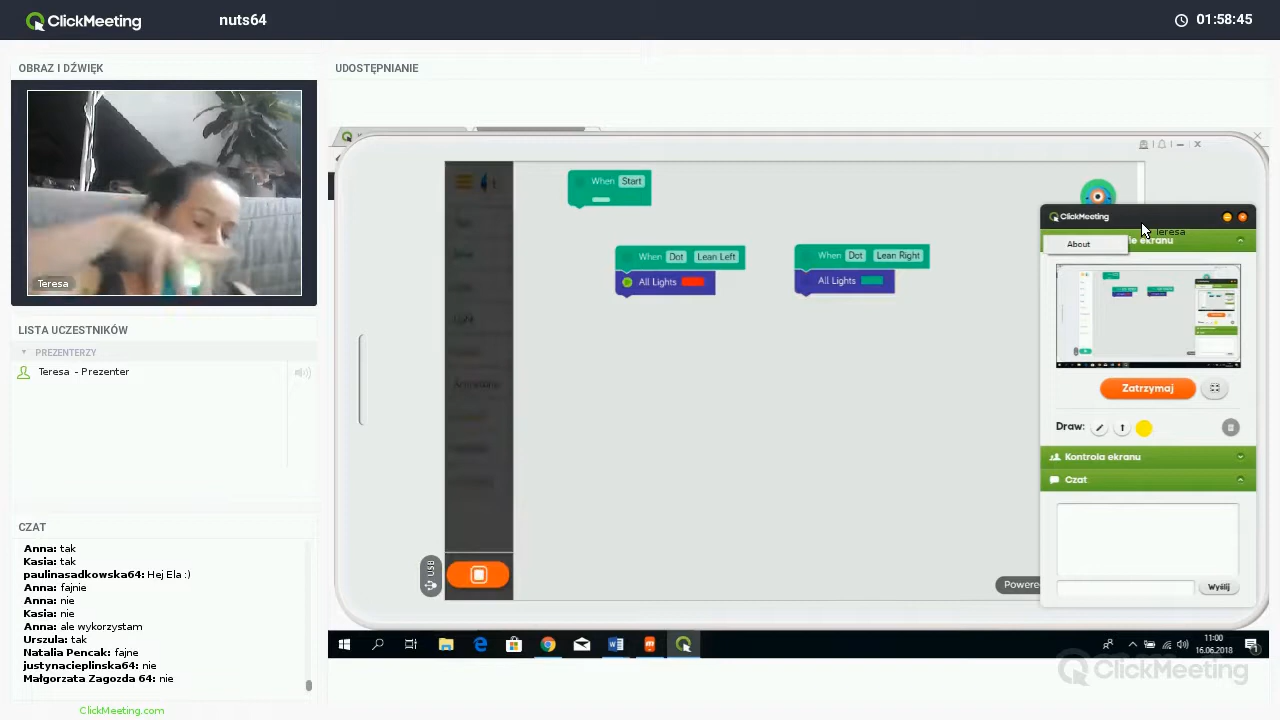 ClickMeeting
nuts64
01:58:45
OBRAZ I DŹWIĘK
UDOSTĘPNIANIE
Teresa
LISTA UCZESTNIKÓW
PREZENTERZY
Teresa - Prezenter
CZAT
Anna: tak
Kasia: tak
paulinasadkowska64: Hej Ela :)
Anna: fajnie
Anna: nie
Kasia: nie
Anna: ale wykorzystam
Urszula: tak
Natalia Pencak: fajne
justynacieplinska64: nie
Małgorzata Zagozda 64: nie
ClickMeeting.com
When Start
When Dot Lean Left
All Lights
When Dot Lean Right
All Lights
USB
Powere
ClickMeeting
Teresa
ie ekranu
About
Zatrzymaj
Draw:
Kontrola ekranu
Czat
Wyślij
11:00
16.06.2018
ClickMeeting